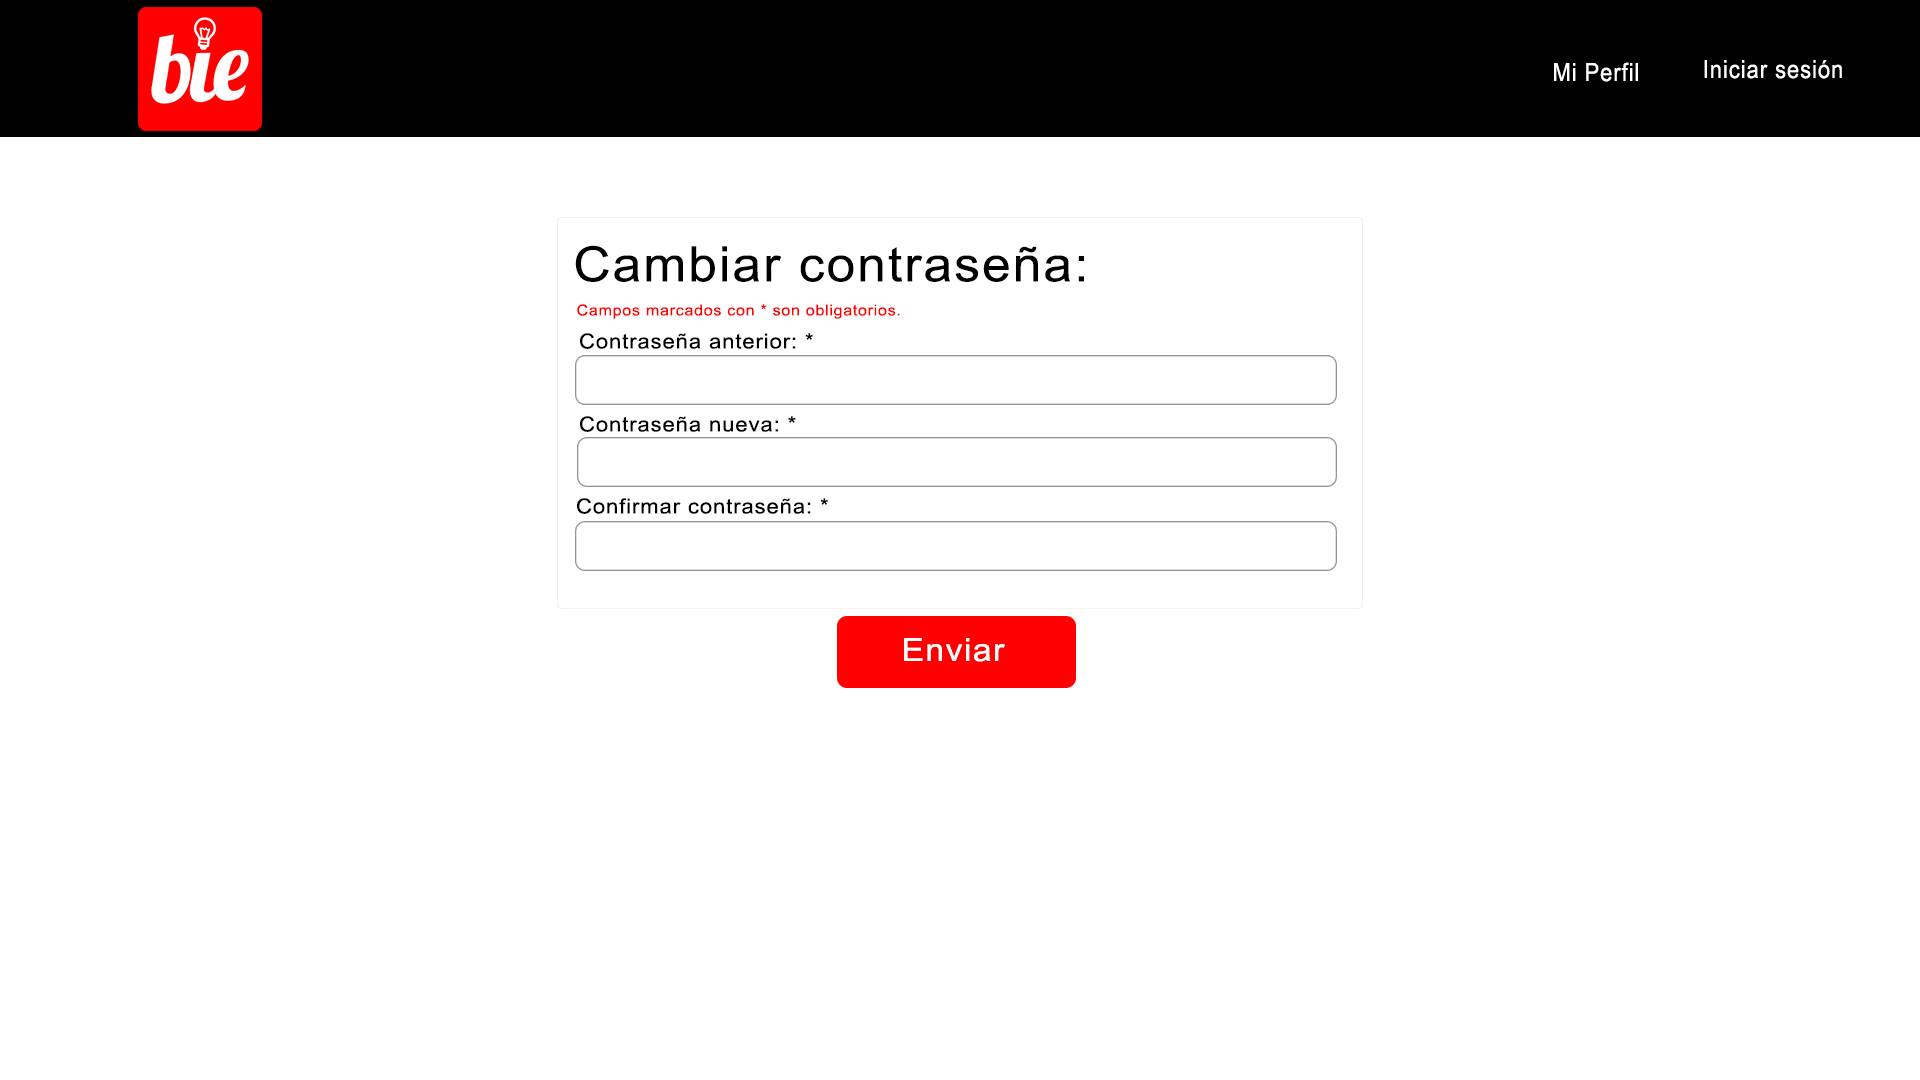 bie
Mi Perfil
Iniciar sesión
Cambiar contraseña:
Campos marcados con * son obligatorios.
Contraseña anterior: *
Contraseña nueva: *
Confirmar contraseña: *
Enviar